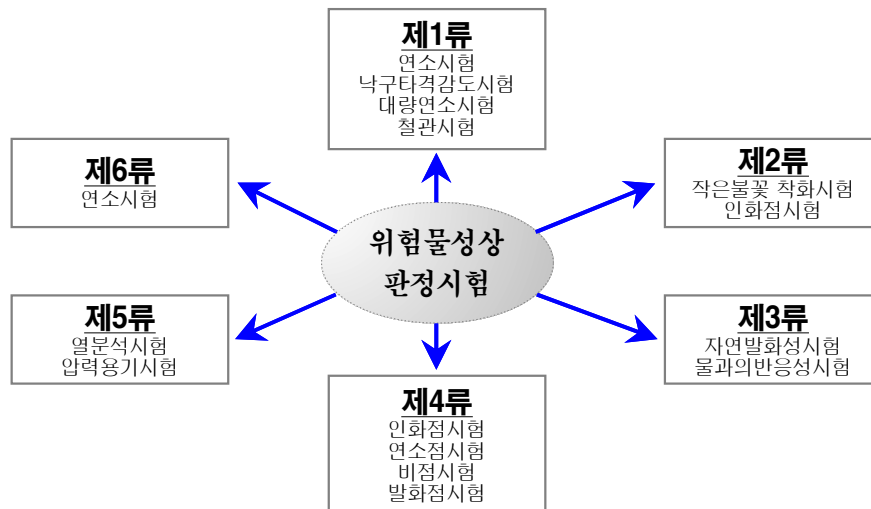 제1류
연소시험
낙구타격감도시험
대량연소시험
철관시험
제6류
연소시험
제2류
작은불꽃 착화시험
인화점시험
위험물성상
판정시험
제5류
열분석시험
압력용기시험
제3류
자연발화성시험
물과의반응성시험
제4류
인화점시험
연소점시험
비점시험
발화점시험